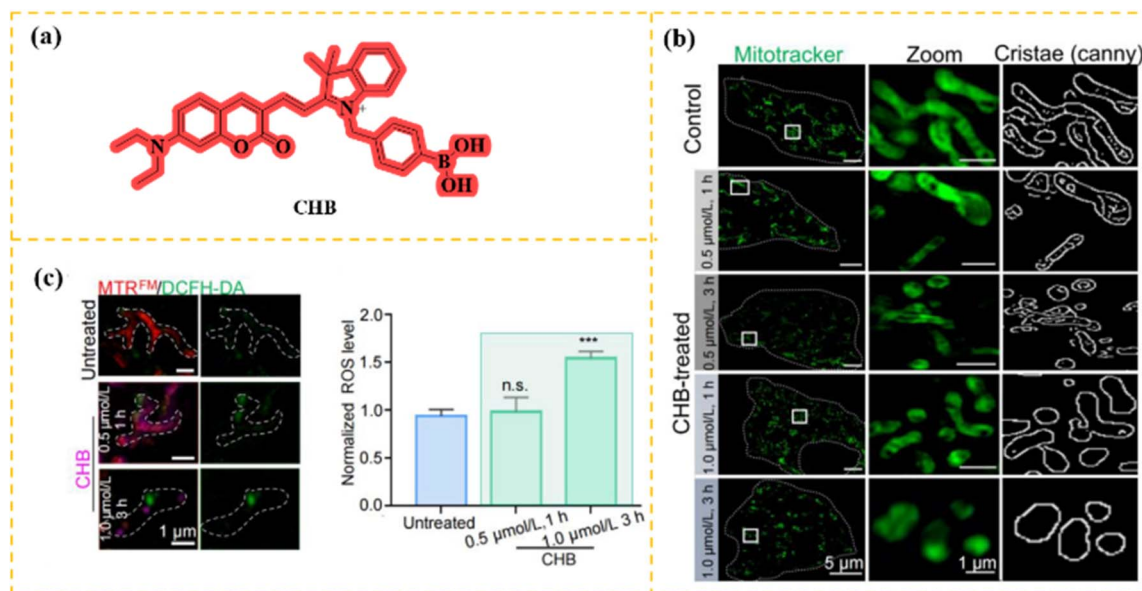 (a)
N
O
O
N
+
B
OH
OH
CHB
(b)
Mitotracker
Zoom
Cristae (canny)
Control
CHB-treated
0.5 μmol/L, 1 h
0.5 μmol/L, 3 h
1.0 μmol/L, 1 h
1.0 μmol/L, 3 h
5 μm
1 μm
(c)
MTRFM/DCFH-DA
Untreated
CHB
0.5 μmol/L
1 h
1.0 μmol/L
3 h
1 μm
Normalized ROS level
2.0
1.5
1.0
0.5
0.0
n.s.
***
Untreated
0.5 μmol/L,1 h
1.0 μmol/L 3 h
CHB